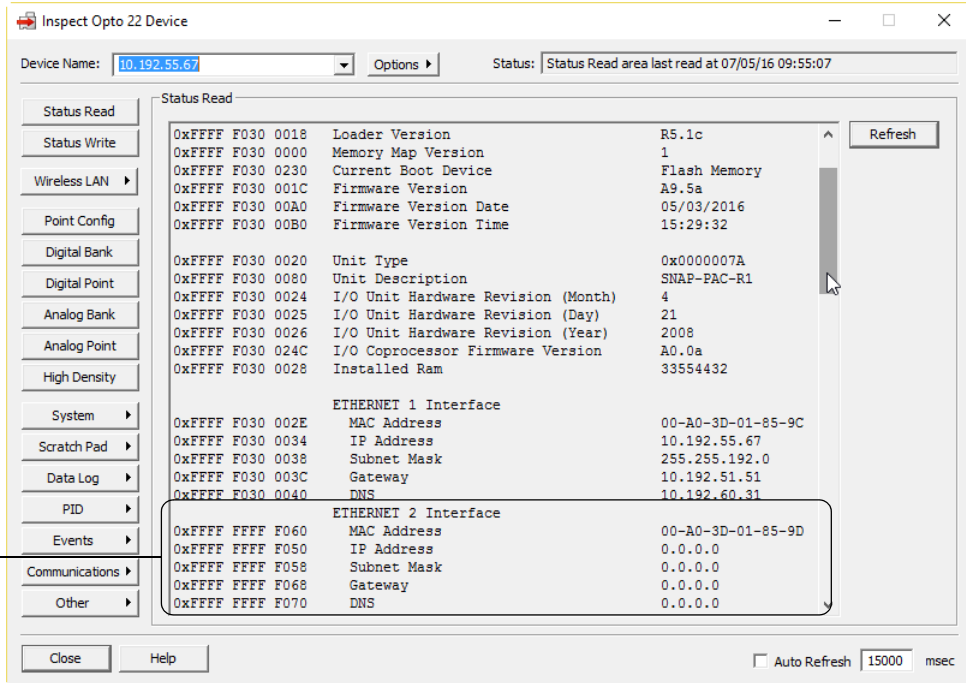 Inspect Opto 22 Device
Device Name: 10.192.55.67 Options Status: Status Read area last read at 07/05/16 09:55:07
Status Read
Status Write
Wireless LAN
Point Config
Digital Bank
Digital Point
Analog Bank
Analog Point
High Density
System
Scratch Pad
Data Log
PID
Events
Communications
Other
Status Read
0xFFFF F030 0018 Loader Version R5.1c
0xFFFF F030 0000 Memory Map Version 1
0xFFFF F030 0230 Current Boot Device Flash Memory
0xFFFF F030 001C Firmware Version A9.5a
0xFFFF F030 00A0 Firmware Version Date 05/03/2016
0xFFFF F030 00B0 Firmware Version Time 15:29:32
0xFFFF F030 0020 Unit Type 0x0000007A
0xFFFF F030 0080 Unit Description SNAP-PAC-R1
0xFFFF F030 0024 I/O Unit Hardware Revision (Month) 4
0xFFFF F030 0025 I/O Unit Hardware Revision (Day) 21
0xFFFF F030 0026 I/O Unit Hardware Revision (Year) 2008
0xFFFF F030 024C I/O Coprocessor Firmware Version A0.0a
0xFFFF F030 0028 Installed Ram 33554432
ETHERNET 1 Interface
0xFFFF F030 002E MAC Address 00-A0-3D-01-85-9C
0xFFFF F030 0034 IP Address 10.192.55.67
0xFFFF F030 0038 Subnet Mask 255.255.192.0
0xFFFF F030 003C Gateway 10.192.51.51
0xFFFF F030 0040 DNS 10.192.60.31
ETHERNET 2 Interface
0xFFFF FFFF F060 MAC Address 00-A0-3D-01-85-9D
0xFFFF FFFF F050 IP Address 0.0.0.0
0xFFFF FFFF F058 Subnet Mask 0.0.0.0
0xFFFF FFFF F068 Gateway 0.0.0.0
0xFFFF FFFF F070 DNS 0.0.0.0
Refresh
Close Help Auto Refresh 15000 msec